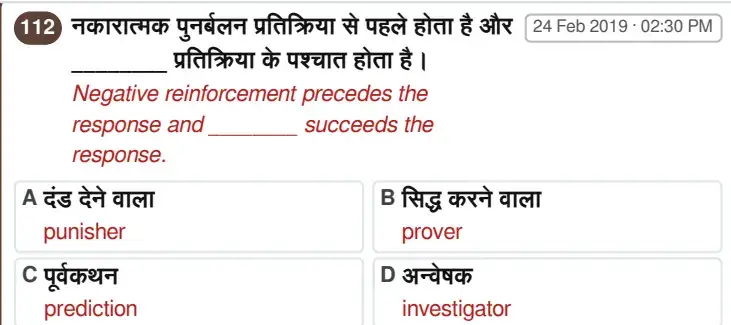 112 नकारात्मक पुनर्बलन प्रतिक्रिया से पहले होता है और 24 Feb 2019 · 02:30 PM
________ प्रतिक्रिया के पश्चात होता है।
Negative reinforcement precedes the
response and ________ succeeds the
response.
A दंड देने वाला B सिद्ध करने वाला
punisher prover
C पूर्वकथन D अन्वेषक
prediction investigator